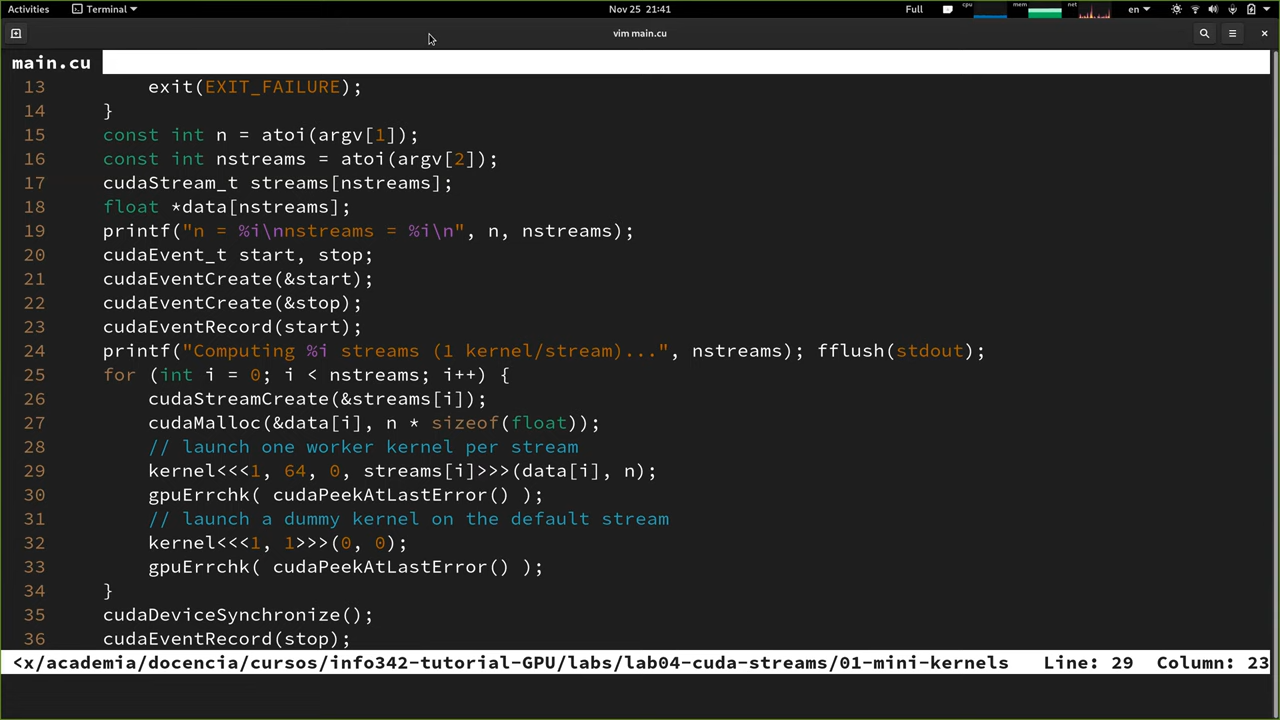 Activities Terminal Nov 25 21:41 Full cpu mem net en
vim main.cu
main.cu
13 exit(EXIT_FAILURE);
14 }
15 const int n = atoi(argv[1]);
16 const int nstreams = atoi(argv[2]);
17 cudaStream_t streams[nstreams];
18 float *data[nstreams];
19 printf("n = %i\nnstreams = %i\n", n, nstreams);
20 cudaEvent_t start, stop;
21 cudaEventCreate(&start);
22 cudaEventCreate(&stop);
23 cudaEventRecord(start);
24 printf("Computing %i streams (1 kernel/stream)...", nstreams); fflush(stdout);
25 for (int i = 0; i < nstreams; i++) {
26 cudaStreamCreate(&streams[i]);
27 cudaMalloc(&data[i], n * sizeof(float));
28 // launch one worker kernel per stream
29 kernel<<<1, 64, 0, streams[i]>>>(data[i], n);
30 gpuErrchk( cudaPeekAtLastError() );
31 // launch a dummy kernel on the default stream
32 kernel<<<1, 1>>>(0, 0);
33 gpuErrchk( cudaPeekAtLastError() );
34 }
35 cudaDeviceSynchronize();
36 cudaEventRecord(stop);
<x/academia/docencia/cursos/info342-tutorial-GPU/labs/lab04-cuda-streams/01-mini-kernels Line: 29 Column: 23